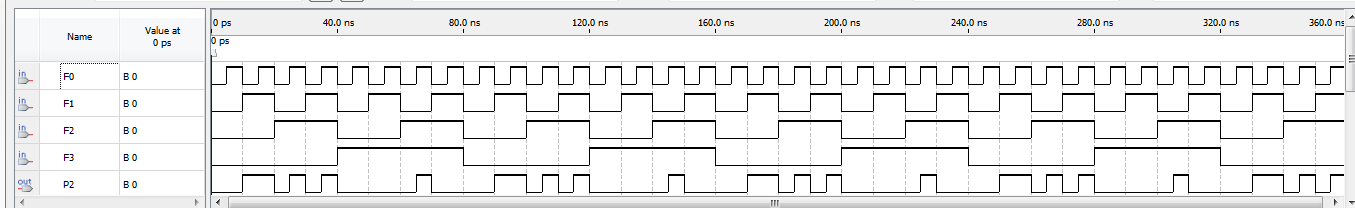 Name Value at 0 ps
0 ps 40.0 ns 80.0 ns 120.0 ns 160.0 ns 200.0 ns 240.0 ns 280.0 ns 320.0 ns 360.0 ns
0 ps
in F0 B 0
in F1 B 0
in F2 B 0
in F3 B 0
out P2 B 0